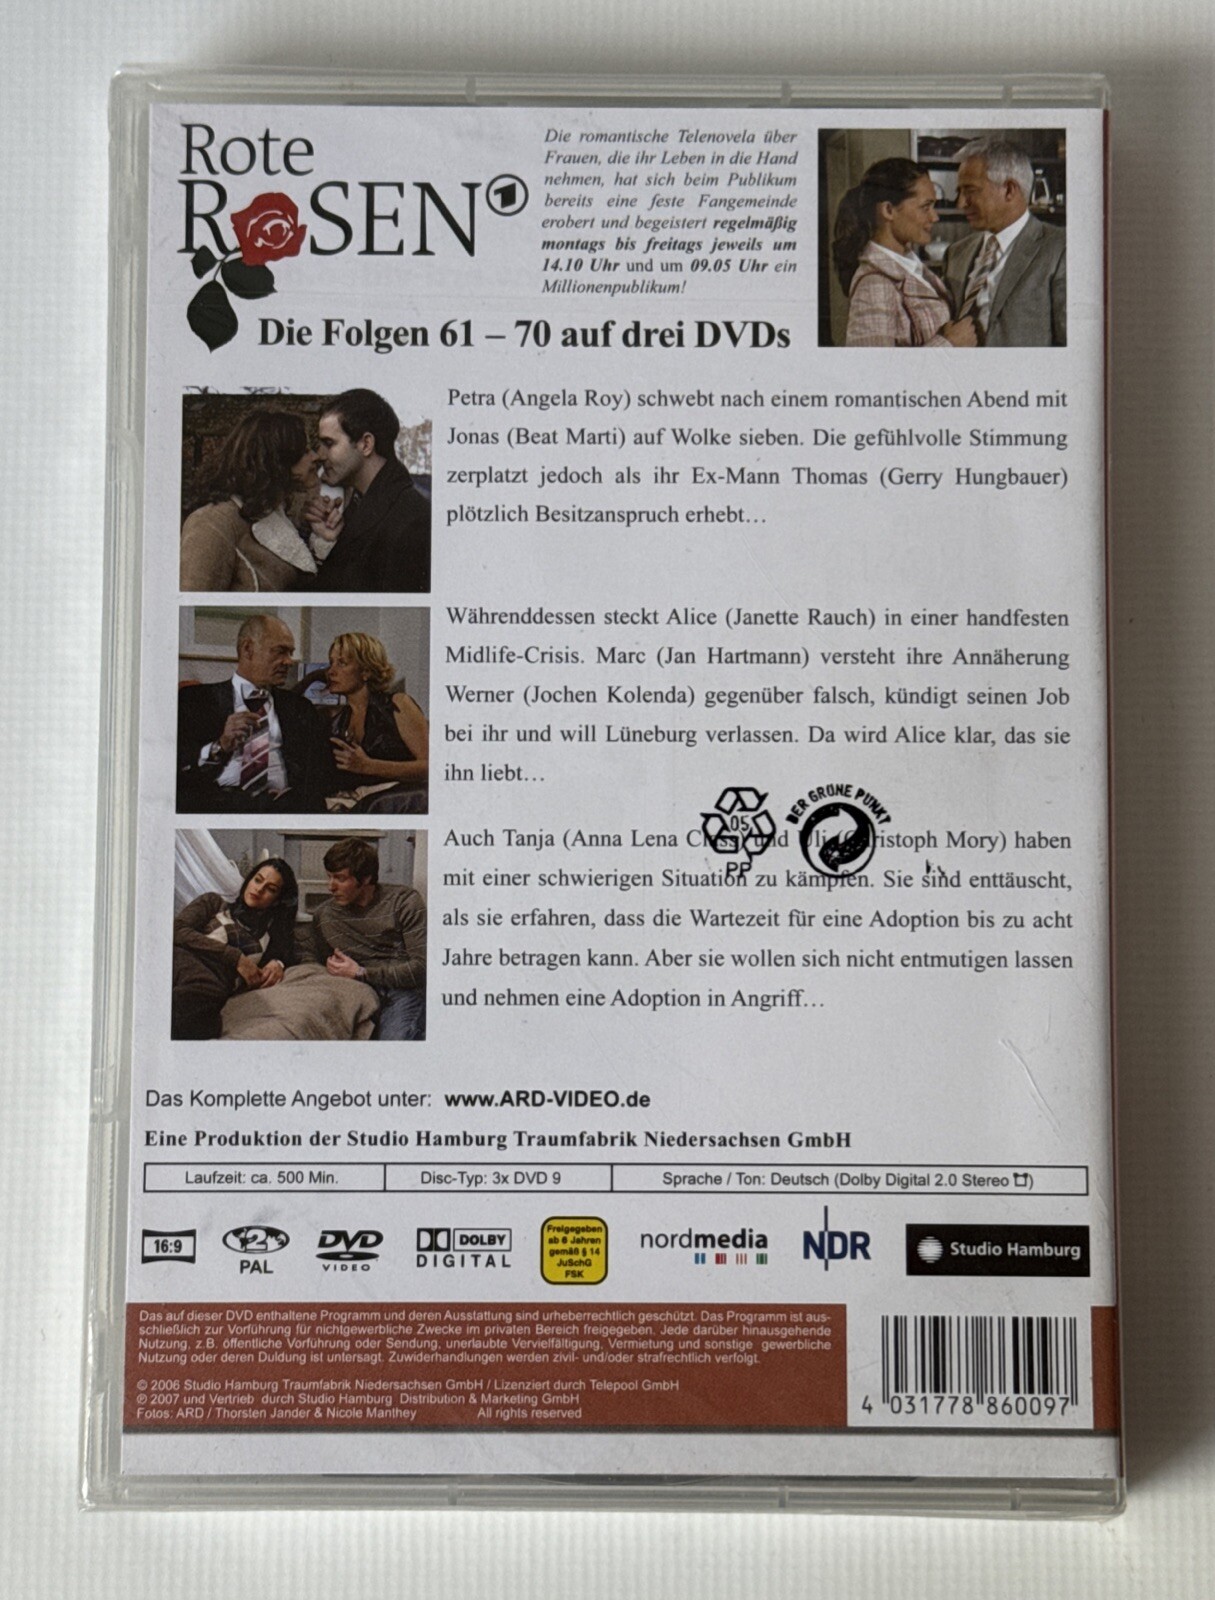 Rote
ROSEN
Die romantische Telenovela über
Frauen, die ihr Leben in die Hand
nehmen, hat sich beim Publikum
bereits eine feste Fangemeinde
erobert und begeistert regelmäßig
montags bis freitags jeweils um
14.10 Uhr und um 09.05 Uhr ein
Millionenpublikum!
Die Folgen 61 – 70 auf drei DVDs
Petra (Angela Roy) schwebt nach einem romantischen Abend mit
Jonas (Beat Marti) auf Wolke sieben. Die gefühlvolle Stimmung
zerplatzt jedoch als ihr Ex-Mann Thomas (Gerry Hungbauer)
plötzlich Besitzanspruch erhebt…
Währenddessen steckt Alice (Janette Rauch) in einer handfesten
Midlife-Crisis. Marc (Jan Hartmann) versteht ihre Annäherung
Werner (Jochen Kolenda) gegenüber falsch, kündigt seinen Job
bei ihr und will Lüneburg verlassen. Da wird Alice klar, das sie
ihn liebt…
05
PP
DER GRÜNE PUNKT
Auch Tanja (Anna Lena und Uli (Christoph Mory) haben
mit einer schwierigen Situation zu kämpfen. Sie sind enttäuscht,
als sie erfahren, dass die Wartezeit für eine Adoption bis zu acht
Jahre betragen kann. Aber sie wollen sich nicht entmutigen lassen
und nehmen eine Adoption in Angriff…
Das Komplette Angebot unter: www.ARD-VIDEO.de
Eine Produktion der Studio Hamburg Traumfabrik Niedersachsen GmbH
Laufzeit: ca. 500 Min. Disc-Typ: 3x DVD 9 Sprache / Ton: Deutsch (Dolby Digital 2.0 Stereo )
16:9
2
PAL
DVD
VIDEO
DOLBY
DIGITAL
Freigegeben
ab 6 Jahren
gemäß § 14
JuSchG
FSK
nordmedia
NDR
Studio Hamburg
Das auf dieser DVD enthaltene Programm und deren Ausstattung sind urheberrechtlich geschützt. Das Programm ist aus-
schließlich zur Vorführung für nichtgewerbliche Zwecke im privaten Bereich freigegeben. Jede darüber hinausgehende
Nutzung, z.B. öffentliche Vorführung oder Sendung, unerlaubte Vervielfältigung, Vermietung und sonstige gewerbliche
Nutzung oder deren Duldung ist untersagt. Zuwiderhandlungen werden zivil- und/oder strafrechtlich verfolgt.
© 2006 Studio Hamburg Traumfabrik Niedersachsen GmbH / Lizenziert durch Telepool GmbH
℗ 2007 und Vertrieb durch Studio Hamburg Distribution & Marketing GmbH
Fotos: ARD / Thorsten Jander & Nicole Manthey All rights reserved
4 031778 860097